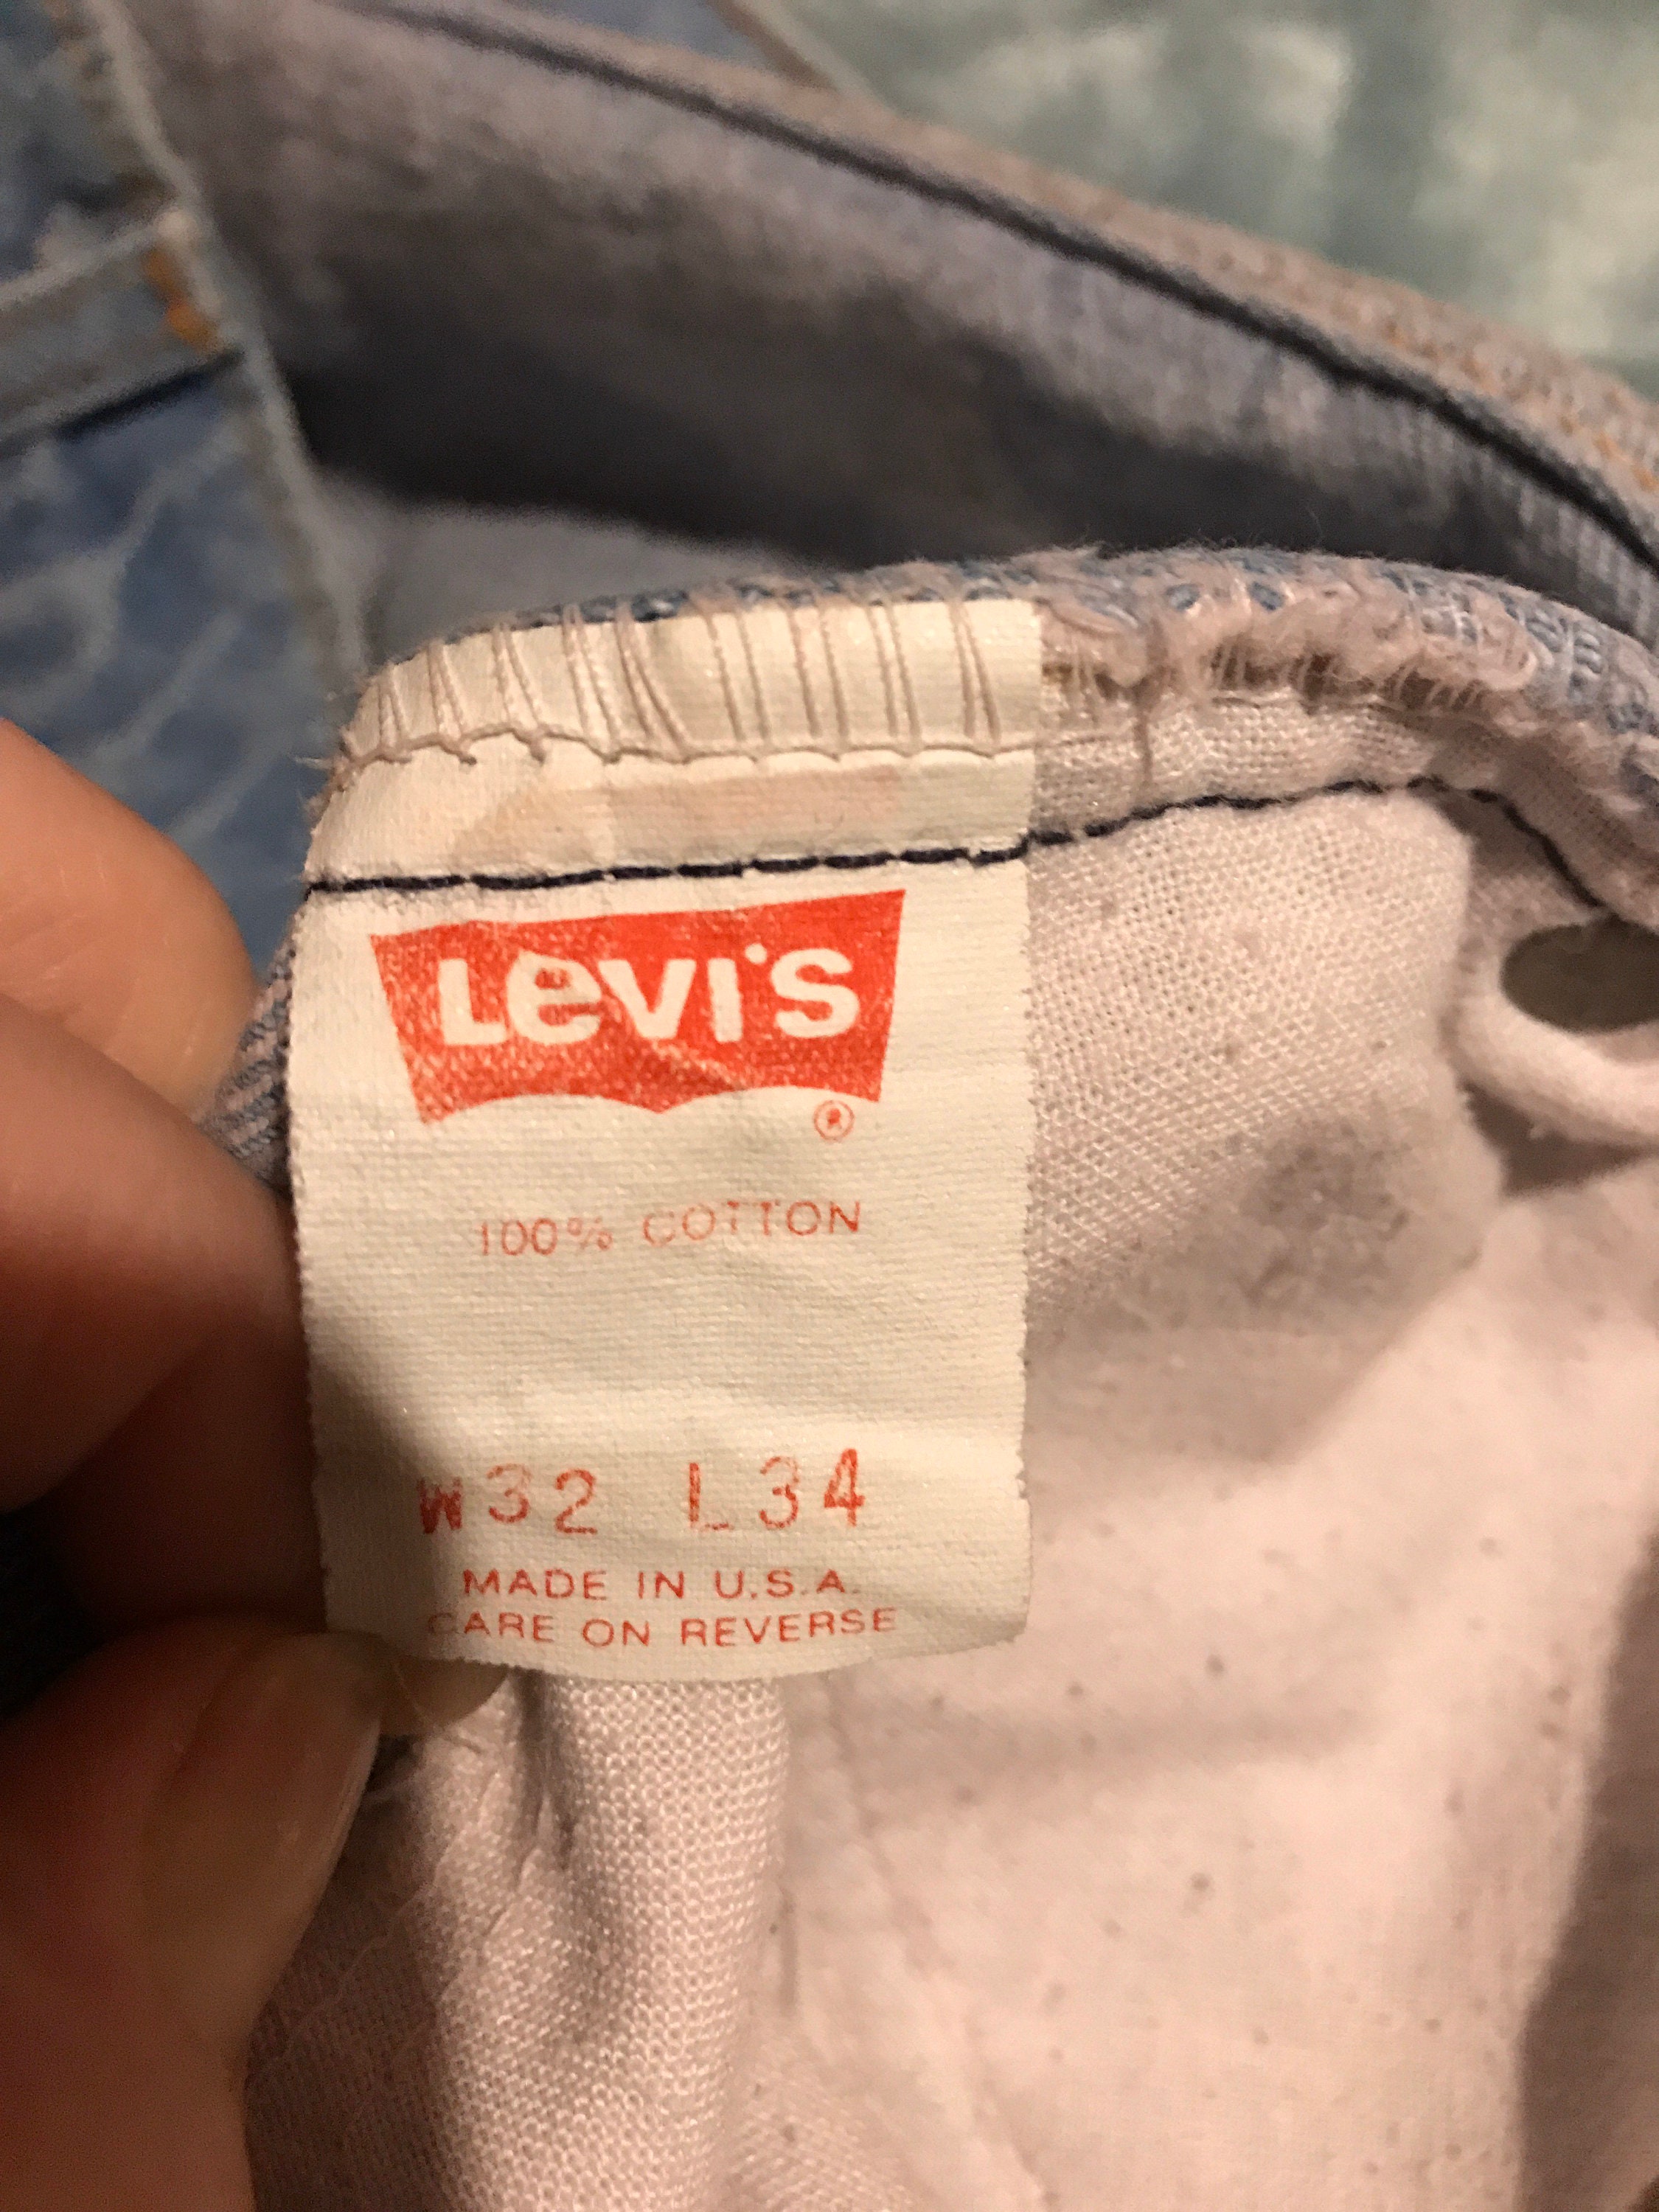 Levi's
®
100% COTTON
W32 L34
MADE IN U.S.A.
CARE ON REVERSE